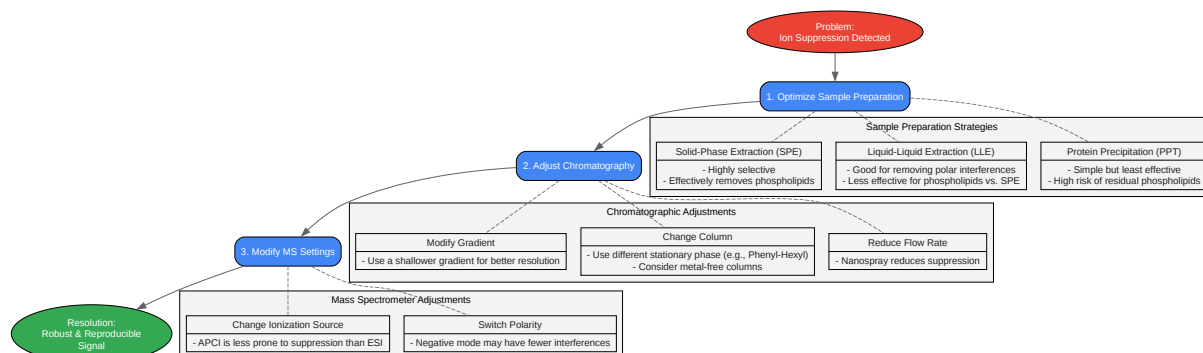 Problem:
Ion Suppression Detected
1. Optimize Sample Preparation
Sample Preparation Strategies
Solid-Phase Extraction (SPE)
- Highly selective
- Effectively removes phospholipids
Liquid-Liquid Extraction (LLE)
- Good for removing polar interferences
- Less effective for phospholipids vs. SPE
Protein Precipitation (PPT)
- Simple but least effective
- High risk of residual phospholipids
2. Adjust Chromatography
Chromatographic Adjustments
Modify Gradient
- Use a shallower gradient for better resolution
Change Column
- Use different stationary phase (e.g., Phenyl-Hexyl)
- Consider metal-free columns
Reduce Flow Rate
- Nanospray reduces suppression
3. Modify MS Settings
Mass Spectrometer Adjustments
Change Ionization Source
- APCI is less prone to suppression than ESI
Switch Polarity
- Negative mode may have fewer interferences
Resolution:
Robust & Reproducible
Signal